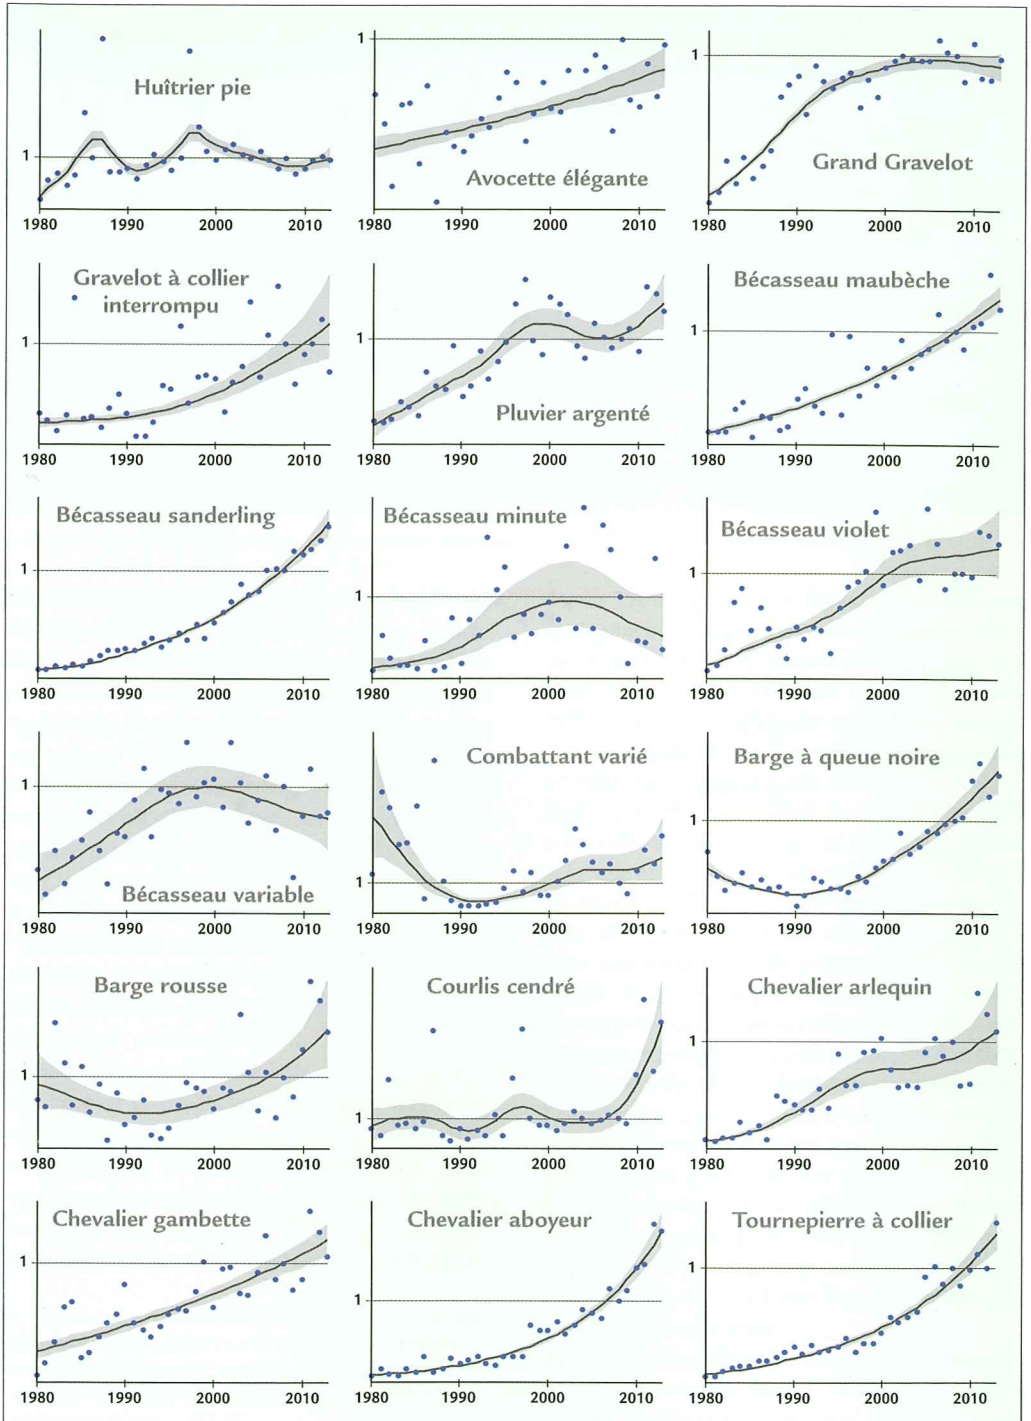 1
Huîtrier pie
1980 1990 2000 2010
1
Avocette élégante
1980 1990 2000 2010
1
Grand Gravelot
1980 1990 2000 2010
Gravelot à collier
interrompu
1
1980 1990 2000 2010
1
Pluvier argenté
1980 1990 2000 2010
Bécasseau maubèche
1
1980 1990 2000 2010
Bécasseau sanderling
1
1980 1990 2000 2010
Bécasseau minute
1
1980 1990 2000 2010
Bécasseau violet
1
1980 1990 2000 2010
1
Bécasseau variable
1980 1990 2000 2010
Combattant varié
1
1980 1990 2000 2010
Barge à queue noire
1
1980 1990 2000 2010
Barge rousse
1
1980 1990 2000 2010
Courlis cendré
1
1980 1990 2000 2010
Chevalier arlequin
1
1980 1990 2000 2010
Chevalier gambette
1
1980 1990 2000 2010
Chevalier aboyeur
1
1980 1990 2000 2010
Tournepierre à collier
1
1980 1990 2000 2010